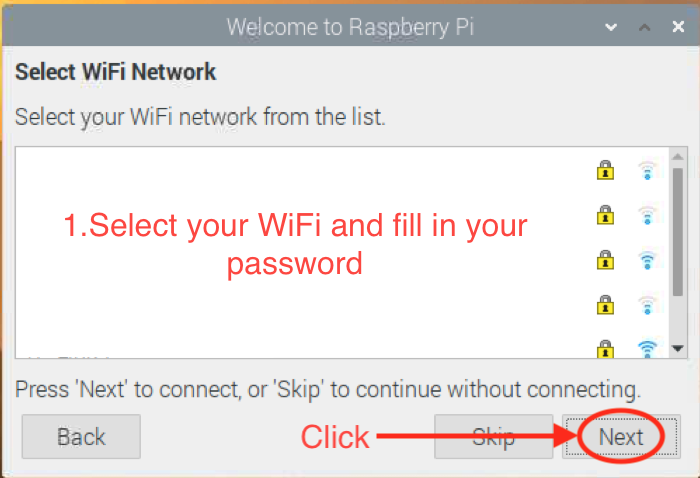 Welcome to Raspberry Pi
Select WiFi Network
Select your WiFi network from the list.
1.Select your WiFi and fill in your
password
Press 'Next' to connect, or 'Skip' to continue without connecting.
Back
Click
Skip
Next